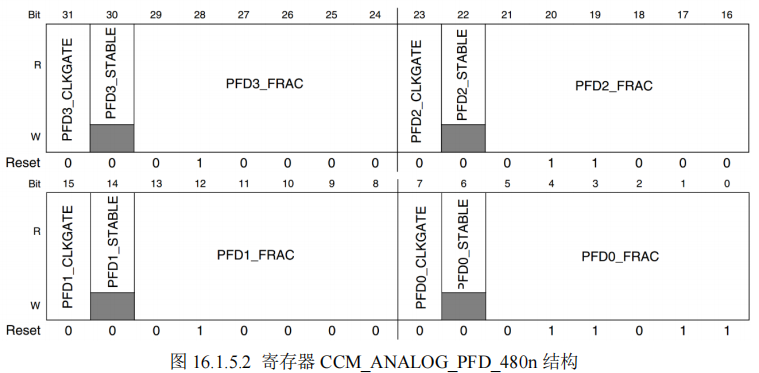 Bit 31 30 29 28 27 26 25 24 23 22 21 20 19 18 17 16
R
PFD3_CLKGATE
PFD3_STABLE
PFD3_FRAC
PFD2_CLKGATE
PFD2_STABLE
PFD2_FRAC
W
Reset 0 0 0 1 0 0 0 0 0 0 0 1 1 0 0 0
Bit 15 14 13 12 11 10 9 8 7 6 5 4 3 2 1 0
R
PFD1_CLKGATE
PFD1_STABLE
PFD1_FRAC
PFD0_CLKGATE
PFD0_STABLE
PFD0_FRAC
W
Reset 0 0 0 1 0 0 0 0 0 0 0 1 1 0 1 1
图 16.1.5.2 寄存器 CCM_ANALOG_PFD_480n 结构